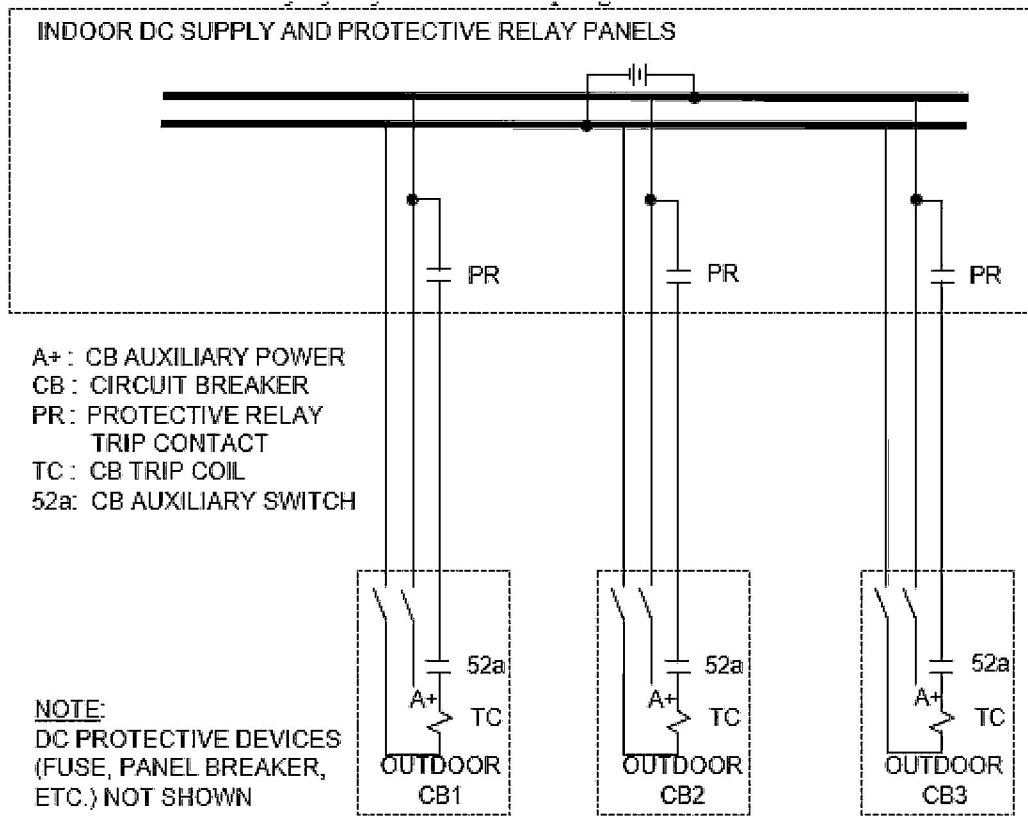 INDOOR DC SUPPLY AND PROTECTIVE RELAY PANELS
PR PR PR
A+ : CB AUXILIARY POWER
CB : CIRCUIT BREAKER
PR : PROTECTIVE RELAY
TRIP CONTACT
TC : CB TRIP COIL
52a: CB AUXILIARY SWITCH
52a 52a 52a
A+ A+ A+
TC TC TC
NOTE:
DC PROTECTIVE DEVICES
(FUSE, PANEL BREAKER,
ETC.) NOT SHOWN
OUTDOOR OUTDOOR OUTDOOR
CB1 CB2 CB3